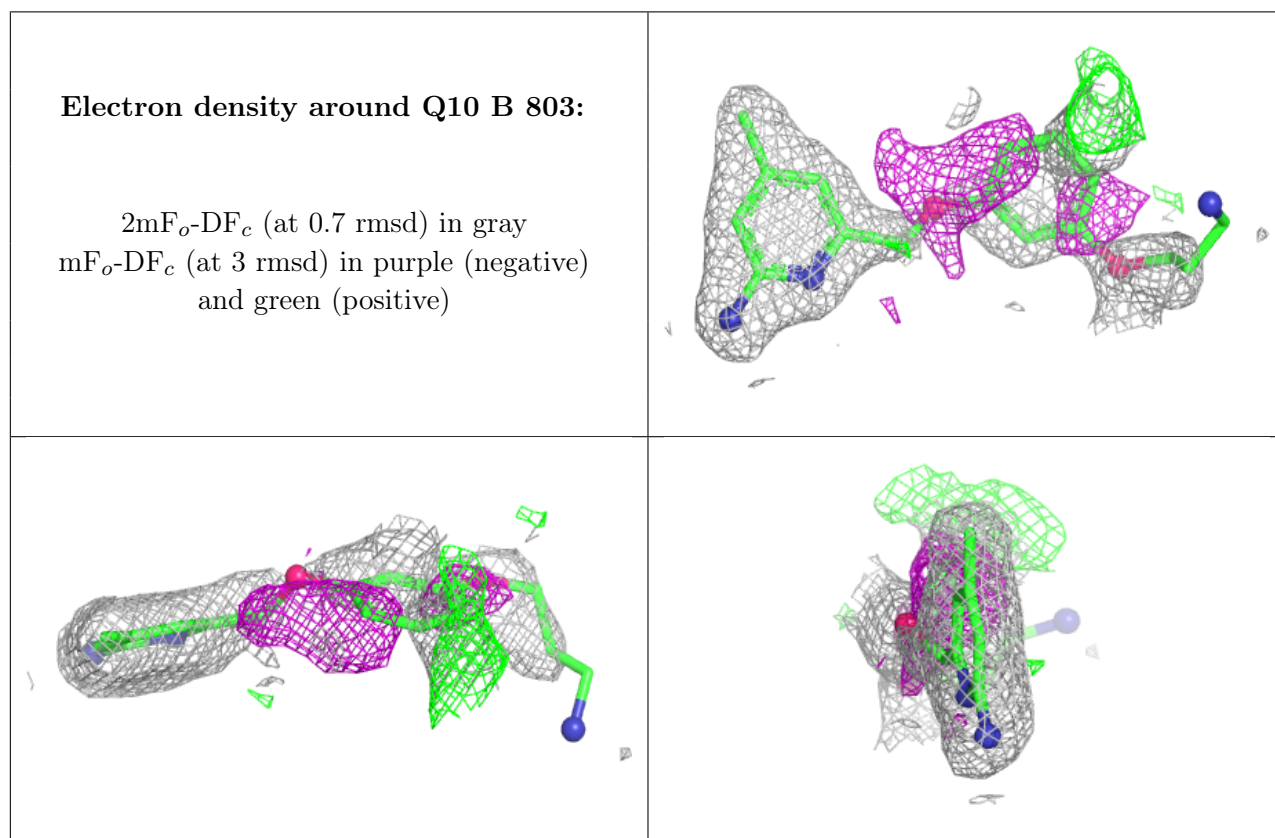 Electron density around Q10 B 803:
2mFo-DFc (at 0.7 rmsd) in gray
mFo-DFc (at 3 rmsd) in purple (negative)
and green (positive)